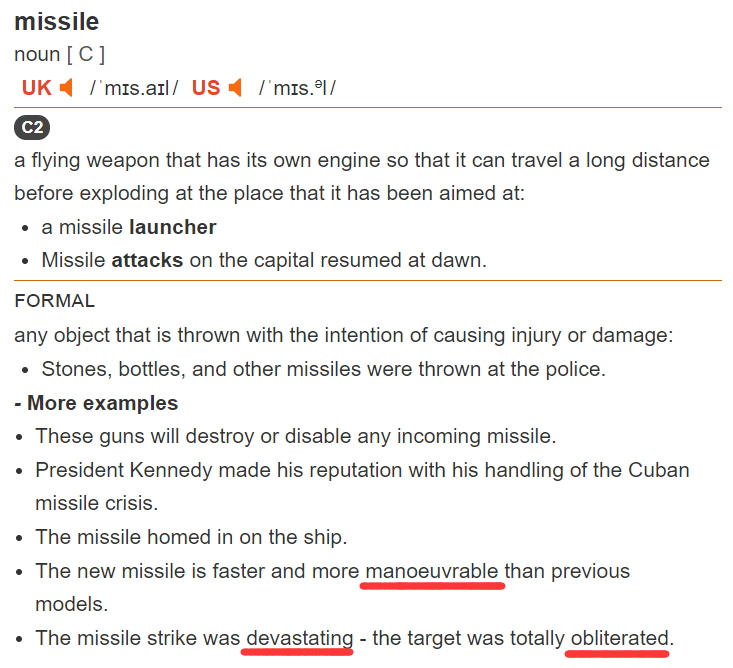 missile
noun [ C ]
UK /ˈmɪs.aɪl/ US /ˈmɪs.ᵊl/
C2
a flying weapon that has its own engine so that it can travel a long distance
before exploding at the place that it has been aimed at:
• a missile launcher
• Missile attacks on the capital resumed at dawn.
FORMAL
any object that is thrown with the intention of causing injury or damage:
• Stones, bottles, and other missiles were thrown at the police.
- More examples
• These guns will destroy or disable any incoming missile.
• President Kennedy made his reputation with his handling of the Cuban
missile crisis.
• The missile homed in on the ship.
• The new missile is faster and more manoeuvrable than previous
models.
• The missile strike was devastating - the target was totally obliterated.